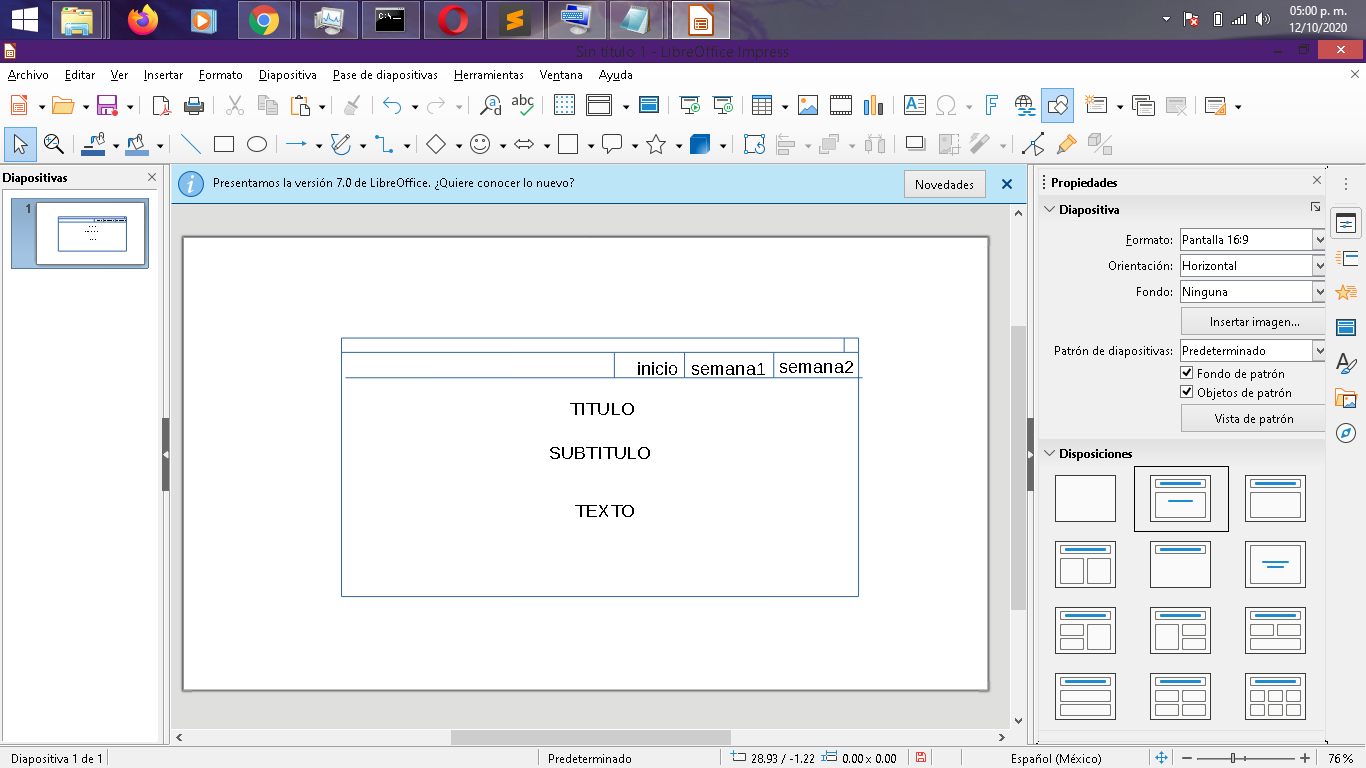 05:00 p. m.
12/10/2020
C:\
Sin título 1 - LibreOffice Impress
Archivo Editar Ver Insertar Formato Diapositiva Pase de diapositivas Herramientas Ventana Ayuda
abc
Diapositivas
Presentamos la versión 7.0 de LibreOffice. ¿Quiere conocer lo nuevo?
Novedades
Propiedades
Diapositiva
1
Formato: Pantalla 16:9
Orientación: Horizontal
Fondo: Ninguna
Insertar imagen...
Patrón de diapositivas: Predeterminado
Fondo de patrón
Objetos de patrón
Vista de patrón
Disposiciones
inicio semana1 semana2
TITULO
SUBTITULO
TEXTO
Diapositiva 1 de 1
Predeterminado
28.93 / -1.22
0.00 x 0.00
Español (México)
76%